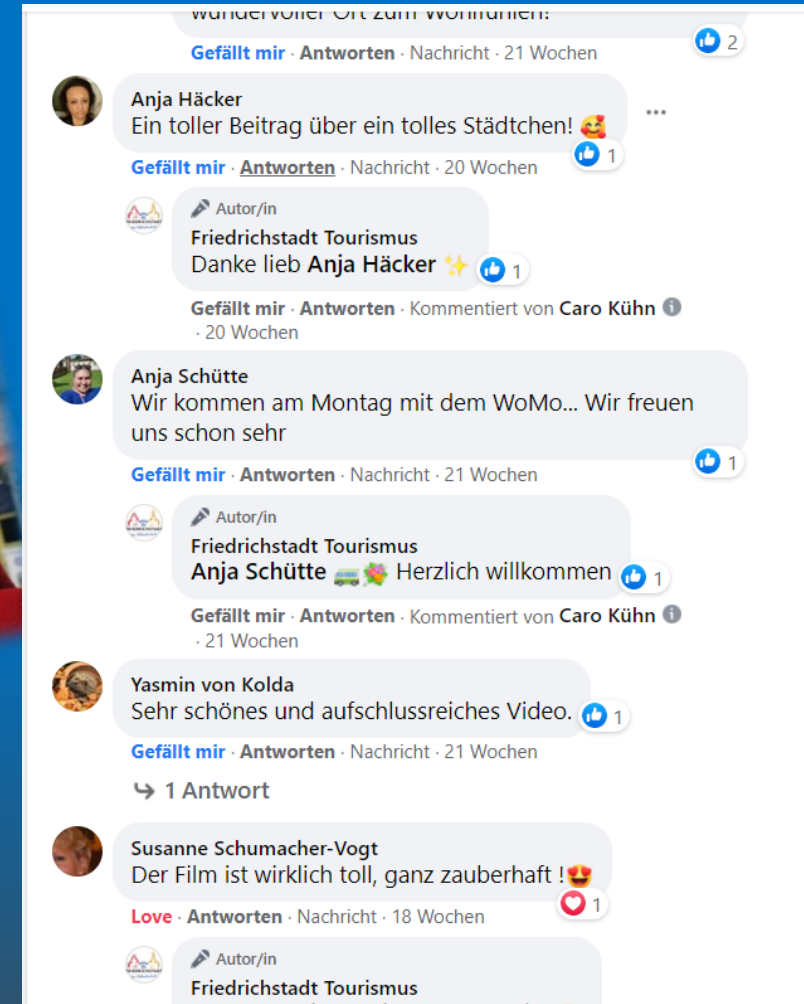 wundervoller Ort zum Wohlfühlen!
Gefällt mir · Antworten · Nachricht · 21 Wochen
2
Anja Häcker
Ein toller Beitrag über ein tolles Städtchen! 🥰
1
Gefällt mir · Antworten · Nachricht · 20 Wochen
Autor/in
Friedrichstadt Tourismus
Danke lieb Anja Häcker ✨
1
Gefällt mir · Antworten · Kommentiert von Caro Kühn
· 20 Wochen
Anja Schütte
Wir kommen am Montag mit dem WoMo... Wir freuen
uns schon sehr
1
Gefällt mir · Antworten · Nachricht · 21 Wochen
Autor/in
Friedrichstadt Tourismus
Anja Schütte 🚐💐 Herzlich willkommen
1
Gefällt mir · Antworten · Kommentiert von Caro Kühn
· 21 Wochen
Yasmin von Kolda
Sehr schönes und aufschlussreiches Video.
1
Gefällt mir · Antworten · Nachricht · 21 Wochen
1 Antwort
Susanne Schumacher-Vogt
Der Film ist wirklich toll, ganz zauberhaft !😍
1
Love · Antworten · Nachricht · 18 Wochen
Autor/in
Friedrichstadt Tourismus